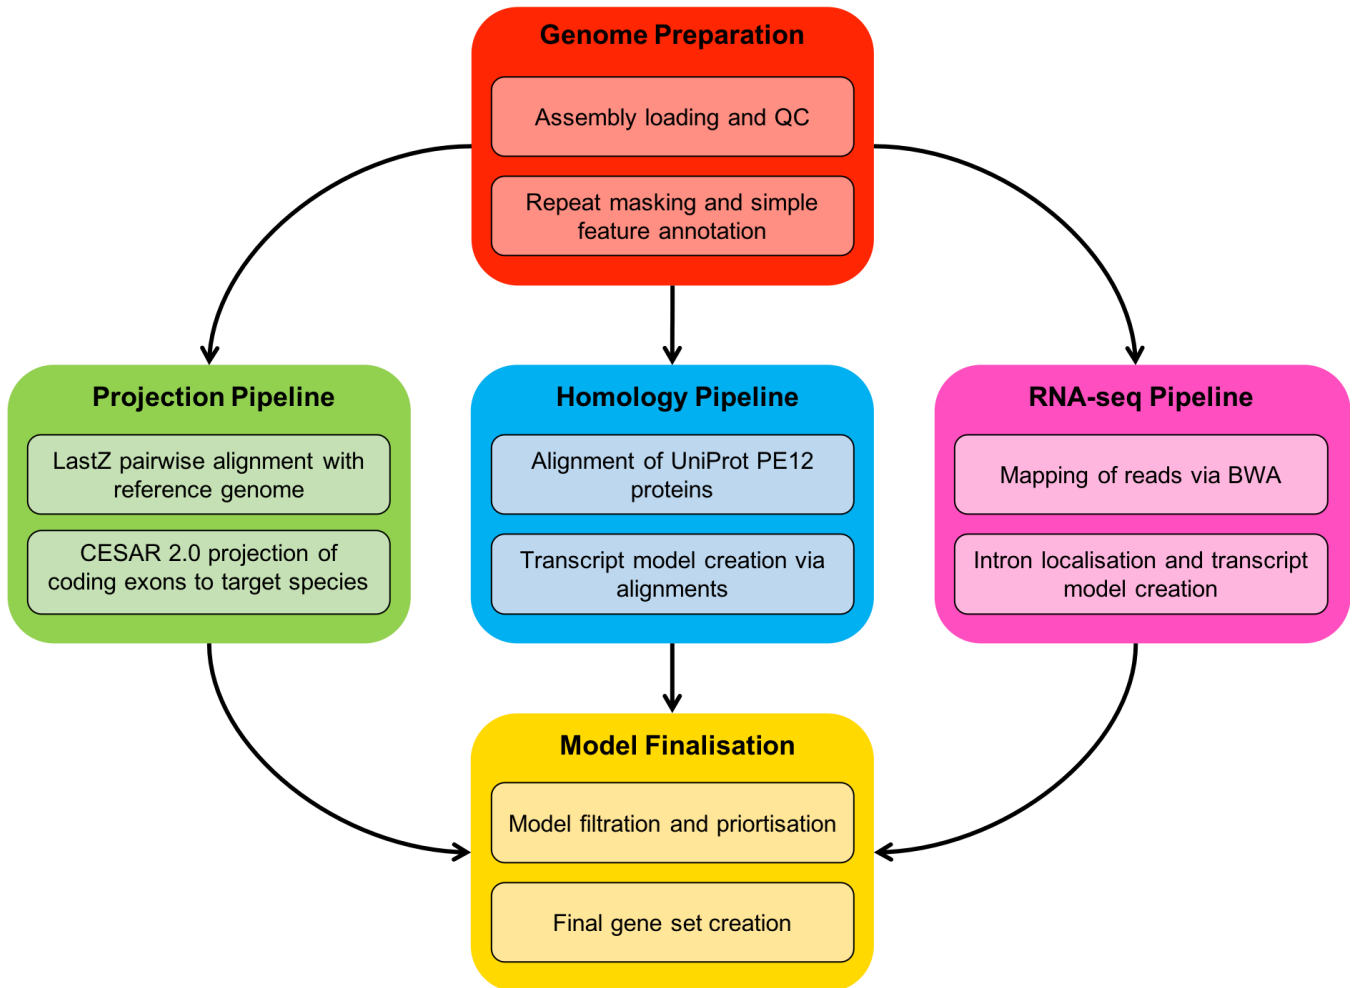 Genome Preparation
Assembly loading and QC
Repeat masking and simple
feature annotation
Projection Pipeline
LastZ pairwise alignment with
reference genome
CESAR 2.0 projection of
coding exons to target species
Homology Pipeline
Alignment of UniProt PE12
proteins
Transcript model creation via
alignments
RNA-seq Pipeline
Mapping of reads via BWA
Intron localisation and transcript
model creation
Model Finalisation
Model filtration and priortisation
Final gene set creation